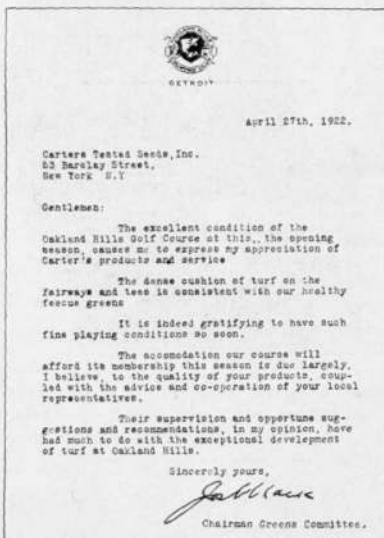 OAKLAND HILLS
COUNTRY CLUB
DETROIT
April 27th, 1922.
Carters Tested Seeds, Inc.
53 Barclay Street,
New York N.Y
Gentlemen:
The excellent condition of the
Oakland Hills Golf Course at this, the opening
season, causes me to express my appreciation of
Carter's products and service
The dense cushion of turf on the
fairways and tees is consistent with our healthy
fescue greens
It is indeed gratifying to have such
fine playing conditions so soon.
The accomodation our course will
afford its membership this season is due largely,
I believe, to the quality of your products, coup-
led with the advice and co-operation of your local
representatives.
Their supervision and opportune sug-
gestions and recommendations, in my opinion, have
had much to do with the exceptional development
of turf at Oakland Hills.
Sincerely yours,
Chairman Greens Committee.